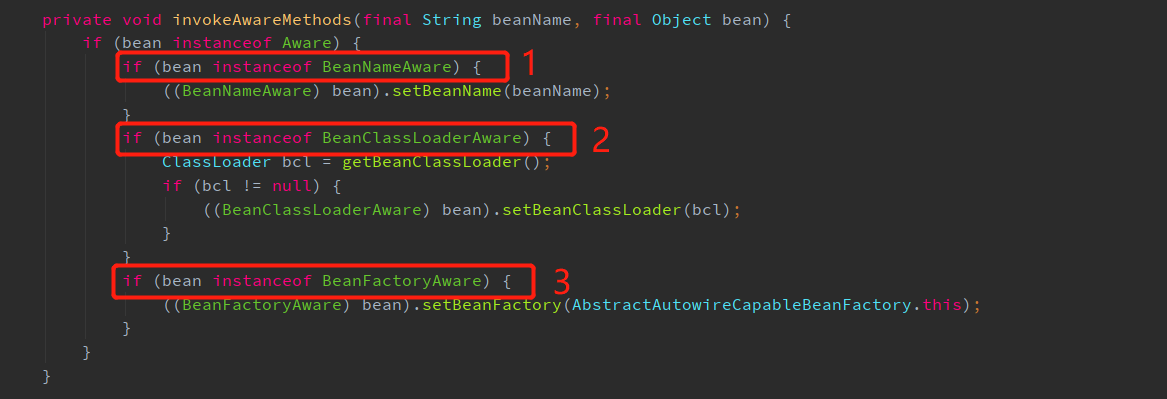 private void invokeAwareMethods(final String beanName, final Object bean) {
if (bean instanceof Aware) {
if (bean instanceof BeanNameAware) { 1
((BeanNameAware) bean).setBeanName(beanName);
}
if (bean instanceof BeanClassLoaderAware) { 2
ClassLoader bcl = getBeanClassLoader();
if (bcl != null) {
((BeanClassLoaderAware) bean).setBeanClassLoader(bcl);
}
}
if (bean instanceof BeanFactoryAware) { 3
((BeanFactoryAware) bean).setBeanFactory(AbstractAutowireCapableBeanFactory.this);
}
}
}